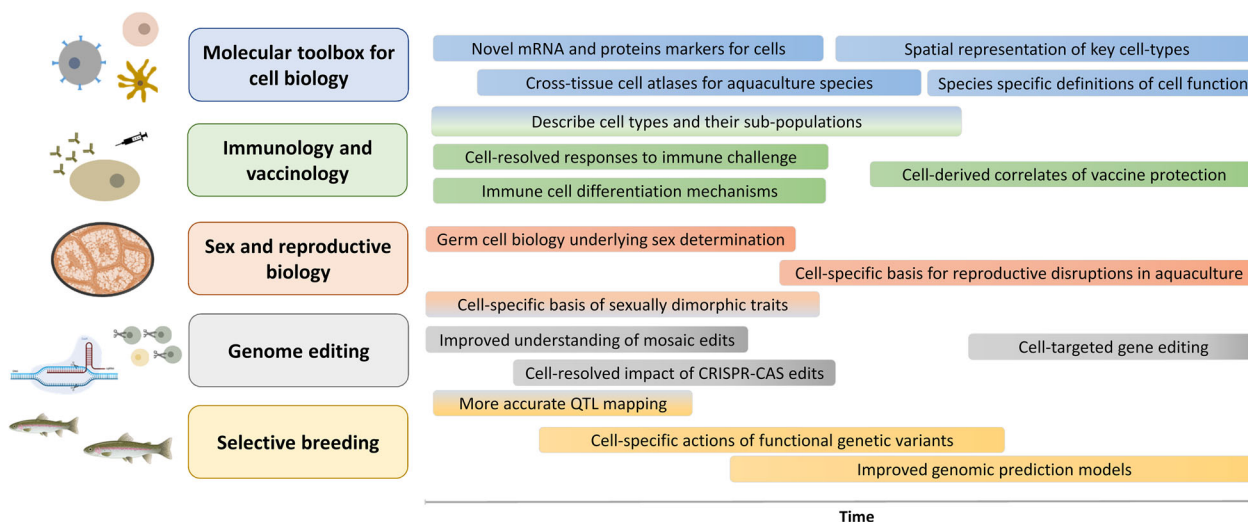 Molecular toolbox for
cell biology
Novel mRNA and proteins markers for cells
Spatial representation of key cell-types
Cross-tissue cell atlases for aquaculture species
Species specific definitions of cell function
Describe cell types and their sub-populations
Immunology and
vaccinology
Cell-resolved responses to immune challenge
Immune cell differentiation mechanisms
Cell-derived correlates of vaccine protection
Sex and reproductive
biology
Germ cell biology underlying sex determination
Cell-specific basis for reproductive disruptions in aquaculture
Cell-specific basis of sexually dimorphic traits
Genome editing
Improved understanding of mosaic edits
Cell-targeted gene editing
Cell-resolved impact of CRISPR-CAS edits
More accurate QTL mapping
Selective breeding
Cell-specific actions of functional genetic variants
Improved genomic prediction models
Time